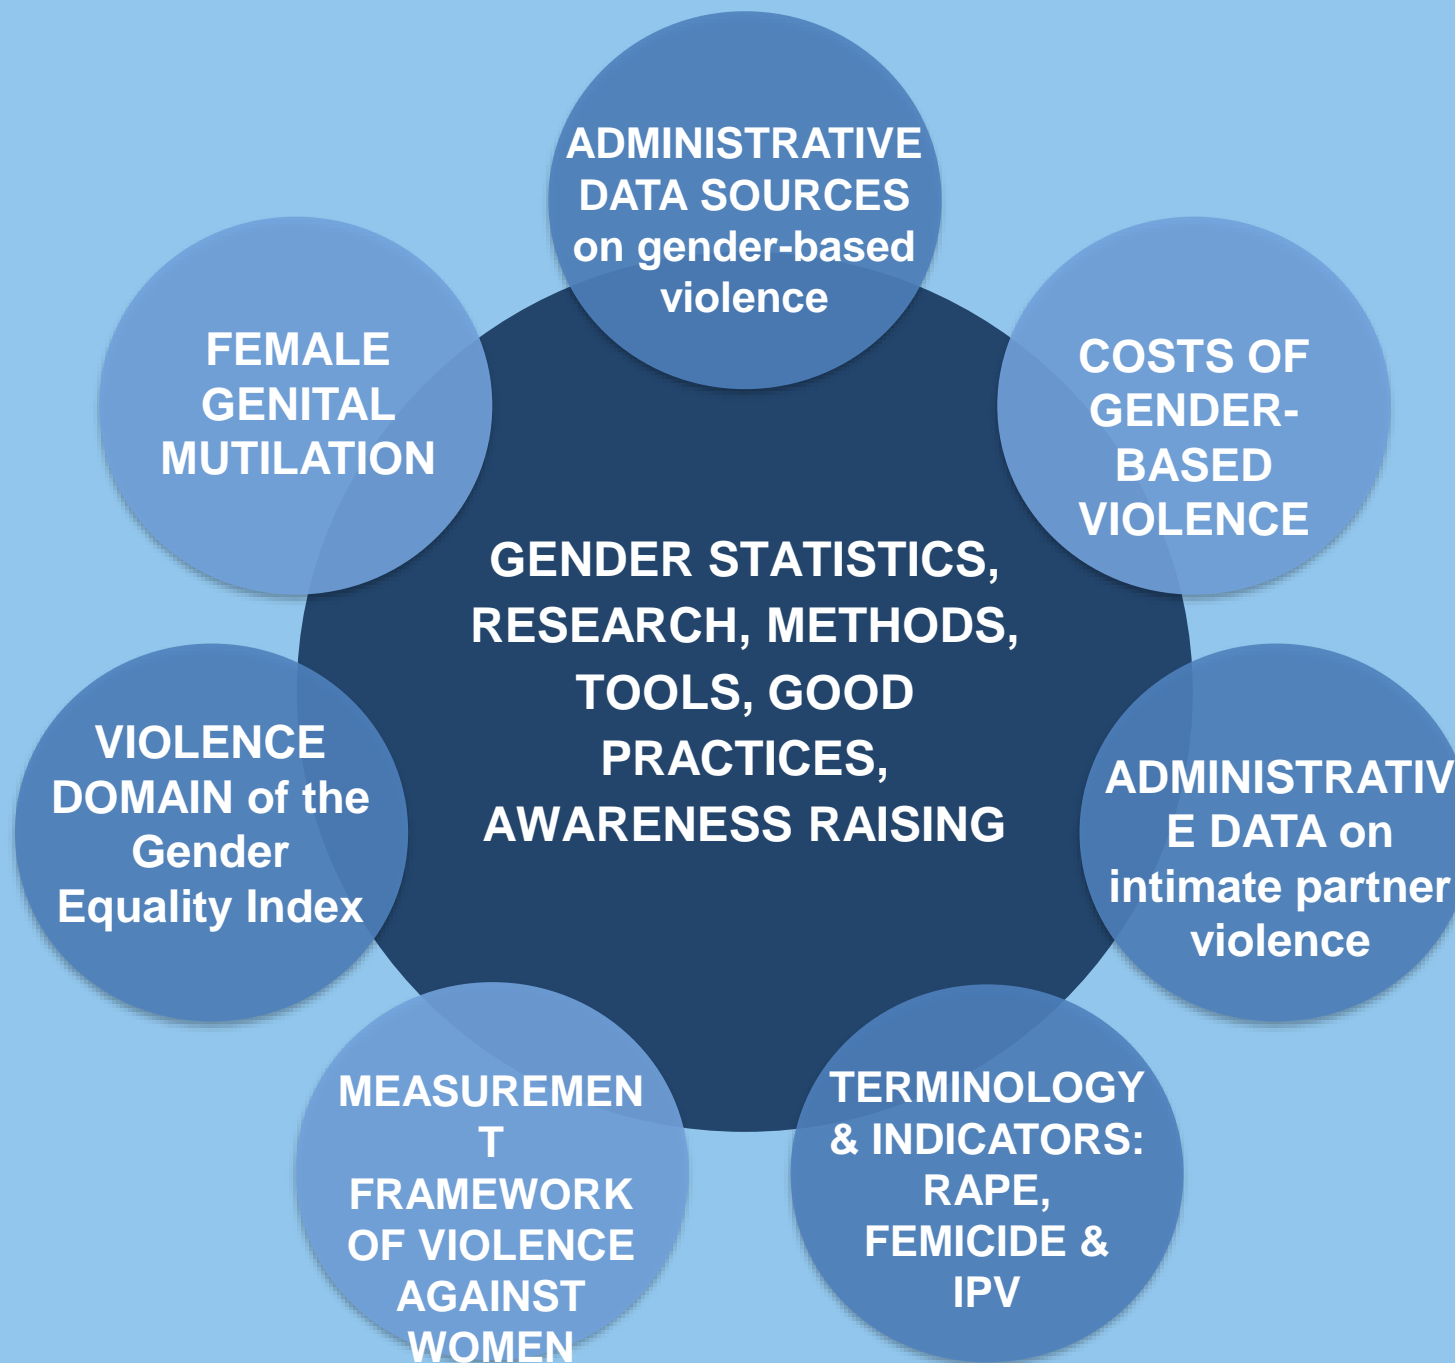 ADMINISTRATIVE
DATA SOURCES
on gender-based
violence
FEMALE
GENITAL
MUTILATION
COSTS OF
GENDER-
BASED
VIOLENCE
GENDER STATISTICS,
RESEARCH, METHODS,
TOOLS, GOOD
PRACTICES,
AWARENESS RAISING
VIOLENCE
DOMAIN of the
Gender
Equality Index
ADMINISTRATIV
E DATA on
intimate partner
violence
MEASUREMEN
T
FRAMEWORK
OF VIOLENCE
AGAINST
WOMEN
TERMINOLOGY
& INDICATORS:
RAPE,
FEMICIDE &
IPV